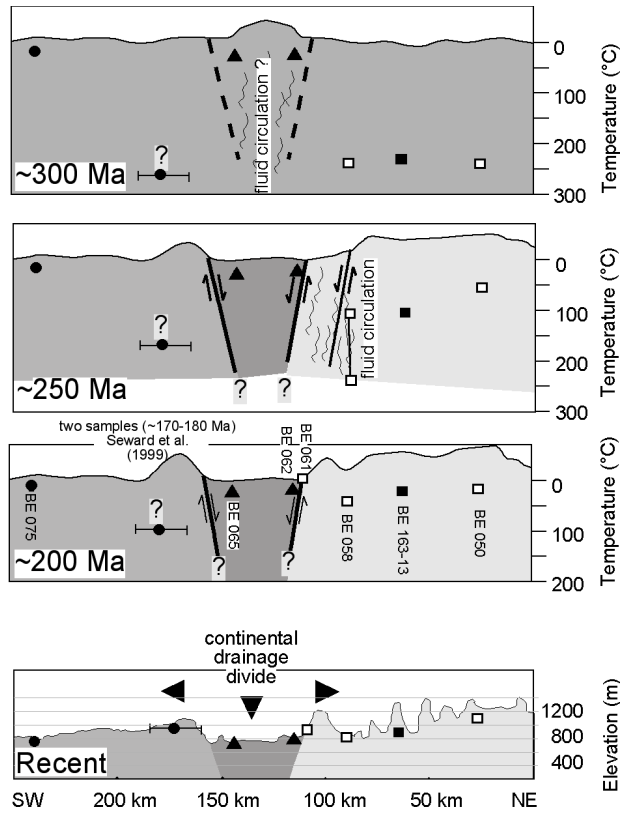 0
100
200
300
Temperature (°C)
fluid circulation ?
?
~300 Ma
0
100
200
300
Temperature (°C)
fluid circulation
?
?
?
~250 Ma
two samples (~170-180 Ma)
Seward et al.
(1999)
BE 061
BE 062
0
100
200
Temperature (°C)
BE 075
?
BE 065
BE 058
BE 163-13
BE 050
?
?
~200 Ma
continental
drainage
divide
1200
800
400
Elevation (m)
Recent
SW
200 km
150 km
100 km
50 km
NE